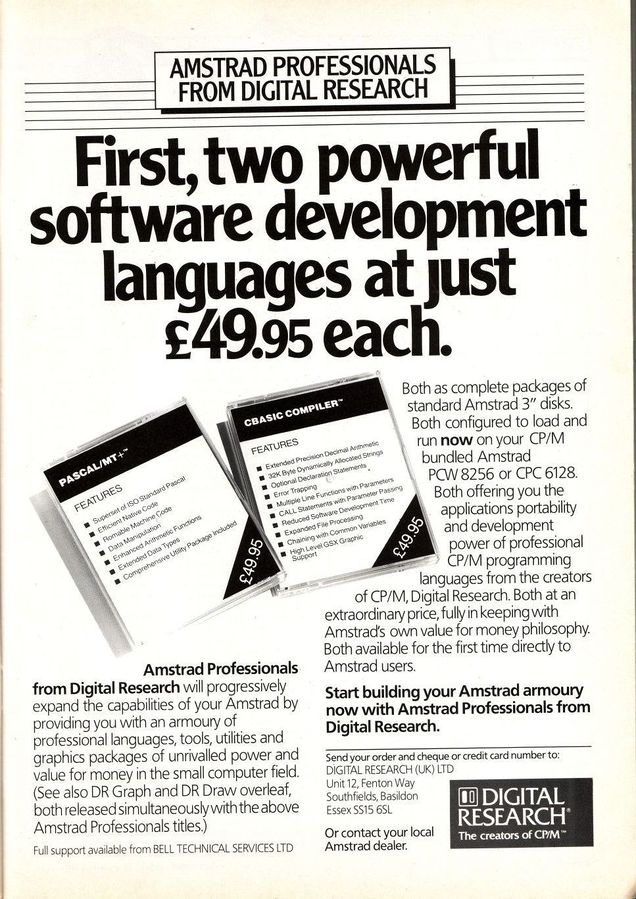 AMSTRAD PROFESSIONALS
FROM DIGITAL RESEARCH
First, two powerful
software development
languages at just
£49.95 each.
PASCAL/MT+™
FEATURES
■ Superset of ISO Standard Pascal
■ Efficient Native Code
■ Romable Machine Code
■ Data Manipulation
■ Enhanced Arithmetic Functions
■ Extended Data Types
■ Comprehensive Utility Package Included
£49.95
CBASIC COMPILER™
FEATURES
■ Extended Precision Decimal Arithmetic
■ 32K Byte Dynamically Allocated Strings
■ Optional Declaration Statements
■ Error Trapping
■ Multiple Line Functions with Parameters
■ CALL Statements with Parameter Passing
■ Reduced Software Development Time
■ Expanded File Processing
■ Chaining with Common Variables
■ High Level GSX Graphic
Support
£49.95
Both as complete packages of
standard Amstrad 3" disks.
Both configured to load and
run now on your CP/M
bundled Amstrad
PCW 8256 or CPC 6128.
Both offering you the
applications portability
and development
power of professional
CP/M programming
languages from the creators
of CP/M, Digital Research. Both at an
extraordinary price, fully in keeping with
Amstrad's own value for money philosophy.
Both available for the first time directly to
Amstrad users.
Start building your Amstrad armoury
now with Amstrad Professionals from
Digital Research.
Amstrad Professionals
from Digital Research will progressively
expand the capabilities of your Amstrad by
providing you with an armoury of
professional languages, tools, utilities and
graphics packages of unrivalled power and
value for money in the small computer field.
(See also DR Graph and DR Draw overleaf,
both released simultaneously with the above
Amstrad Professionals titles.)
Full support available from BELL TECHNICAL SERVICES LTD
Send your order and cheque or credit card number to:
DIGITAL RESEARCH (UK) LTD
Unit 12, Fenton Way
Southfields, Basildon
Essex SS15 6SL
Or contact your local
Amstrad dealer.
DIGITAL
RESEARCH®
The creators of CP/M™